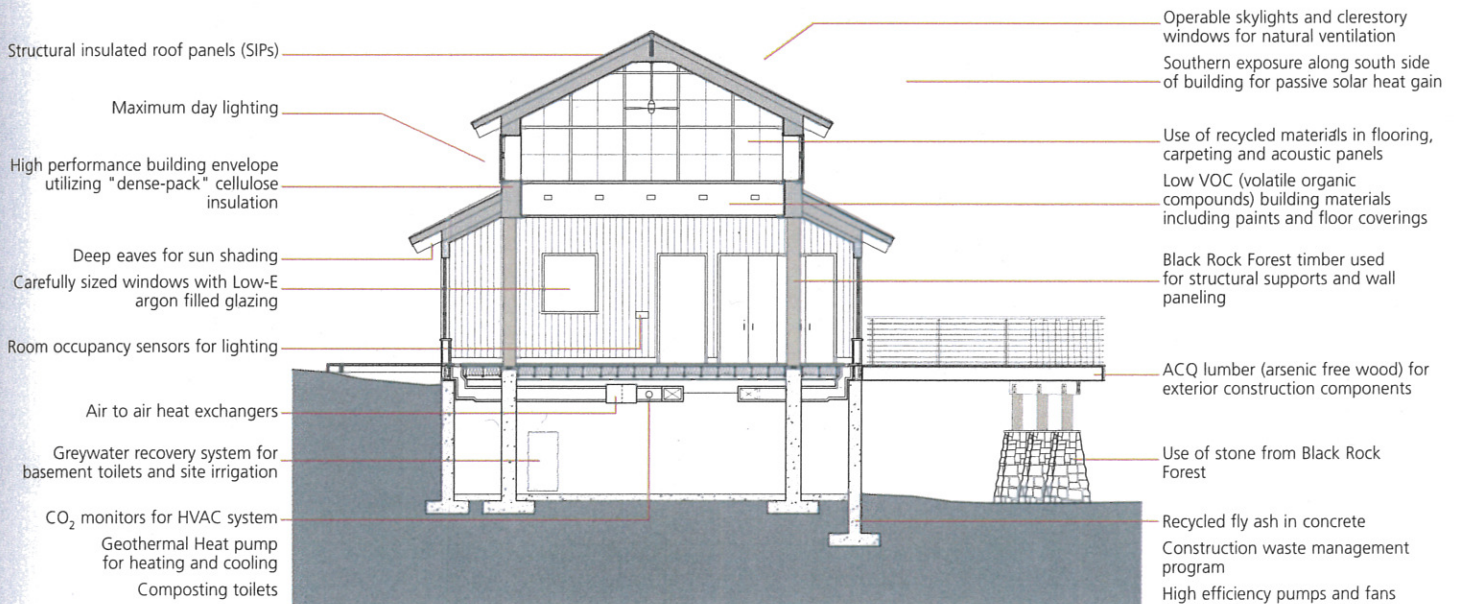 Structural insulated roof panels (SIPs)
Maximum day lighting
High performance building envelope
utilizing "dense-pack" cellulose
insulation
Deep eaves for sun shading
Carefully sized windows with Low-E
argon filled glazing
Room occupancy sensors for lighting
Air to air heat exchangers
Greywater recovery system for
basement toilets and site irrigation
CO₂ monitors for HVAC system
Geothermal Heat pump
for heating and cooling
Composting toilets
Operable skylights and clerestory
windows for natural ventilation
Southern exposure along south side
of building for passive solar heat gain
Use of recycled materials in flooring,
carpeting and acoustic panels
Low VOC (volatile organic
compounds) building materials
including paints and floor coverings
Black Rock Forest timber used
for structural supports and wall
paneling
ACQ lumber (arsenic free wood) for
exterior construction components
Use of stone from Black Rock
Forest
Recycled fly ash in concrete
Construction waste management
program
High efficiency pumps and fans